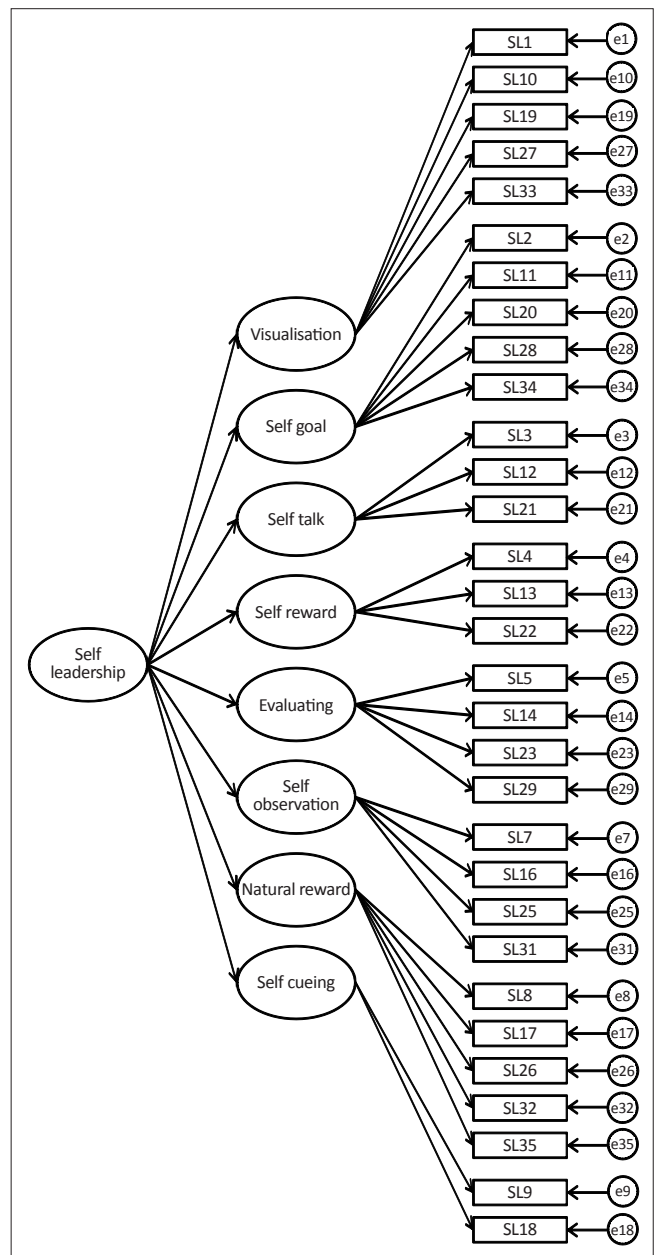 SL1
e1
SL10
e10
SL19
e19
SL27
e27
SL33
e33
SL2
e2
SL11
e11
SL20
e20
SL28
e28
SL34
e34
SL3
e3
SL12
e12
SL21
e21
SL4
e4
SL13
e13
SL22
e22
SL5
e5
SL14
e14
SL23
e23
SL29
e29
SL7
e7
SL16
e16
SL25
e25
SL31
e31
SL8
e8
SL17
e17
SL26
e26
SL32
e32
SL35
e35
SL9
e9
SL18
e18
Visualisation
Self goal
Self talk
Self reward
Evaluating
Self
observation
Natural reward
Self cueing
Self
leadership